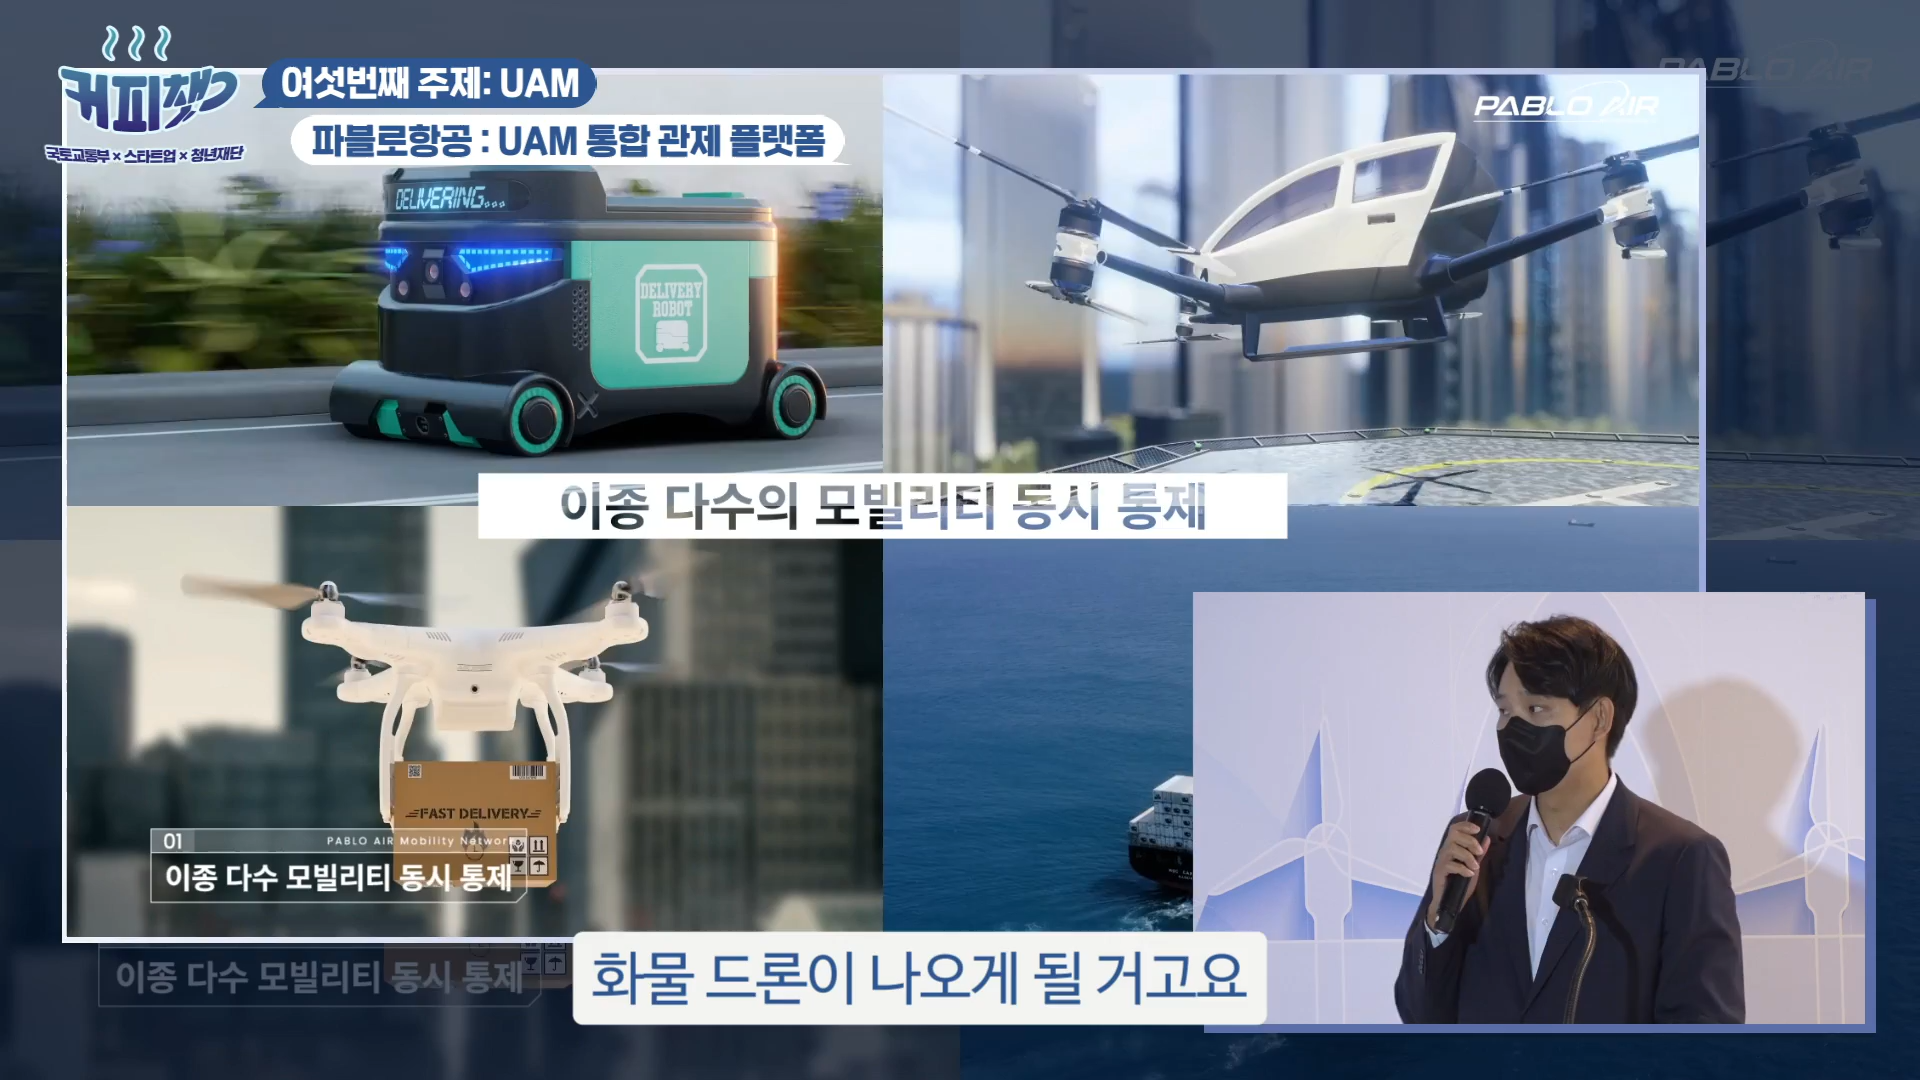 커피챗
국토교통부 × 스타트업 × 청년재단
여섯번째 주제: UAM
파블로항공 : UAM 통합 관제 플랫폼
PABLO AIR
PABLO AIR
DELIVERING...
DELIVERY
ROBOT
이종 다수의 모빌리티 동시 통제
FAST DELIVERY
01
PABLO AIR Mobility Network
이종 다수 모빌리티 동시 통제
이종 다수 모빌리티 동시 통제
화물 드론이 나오게 될 거고요